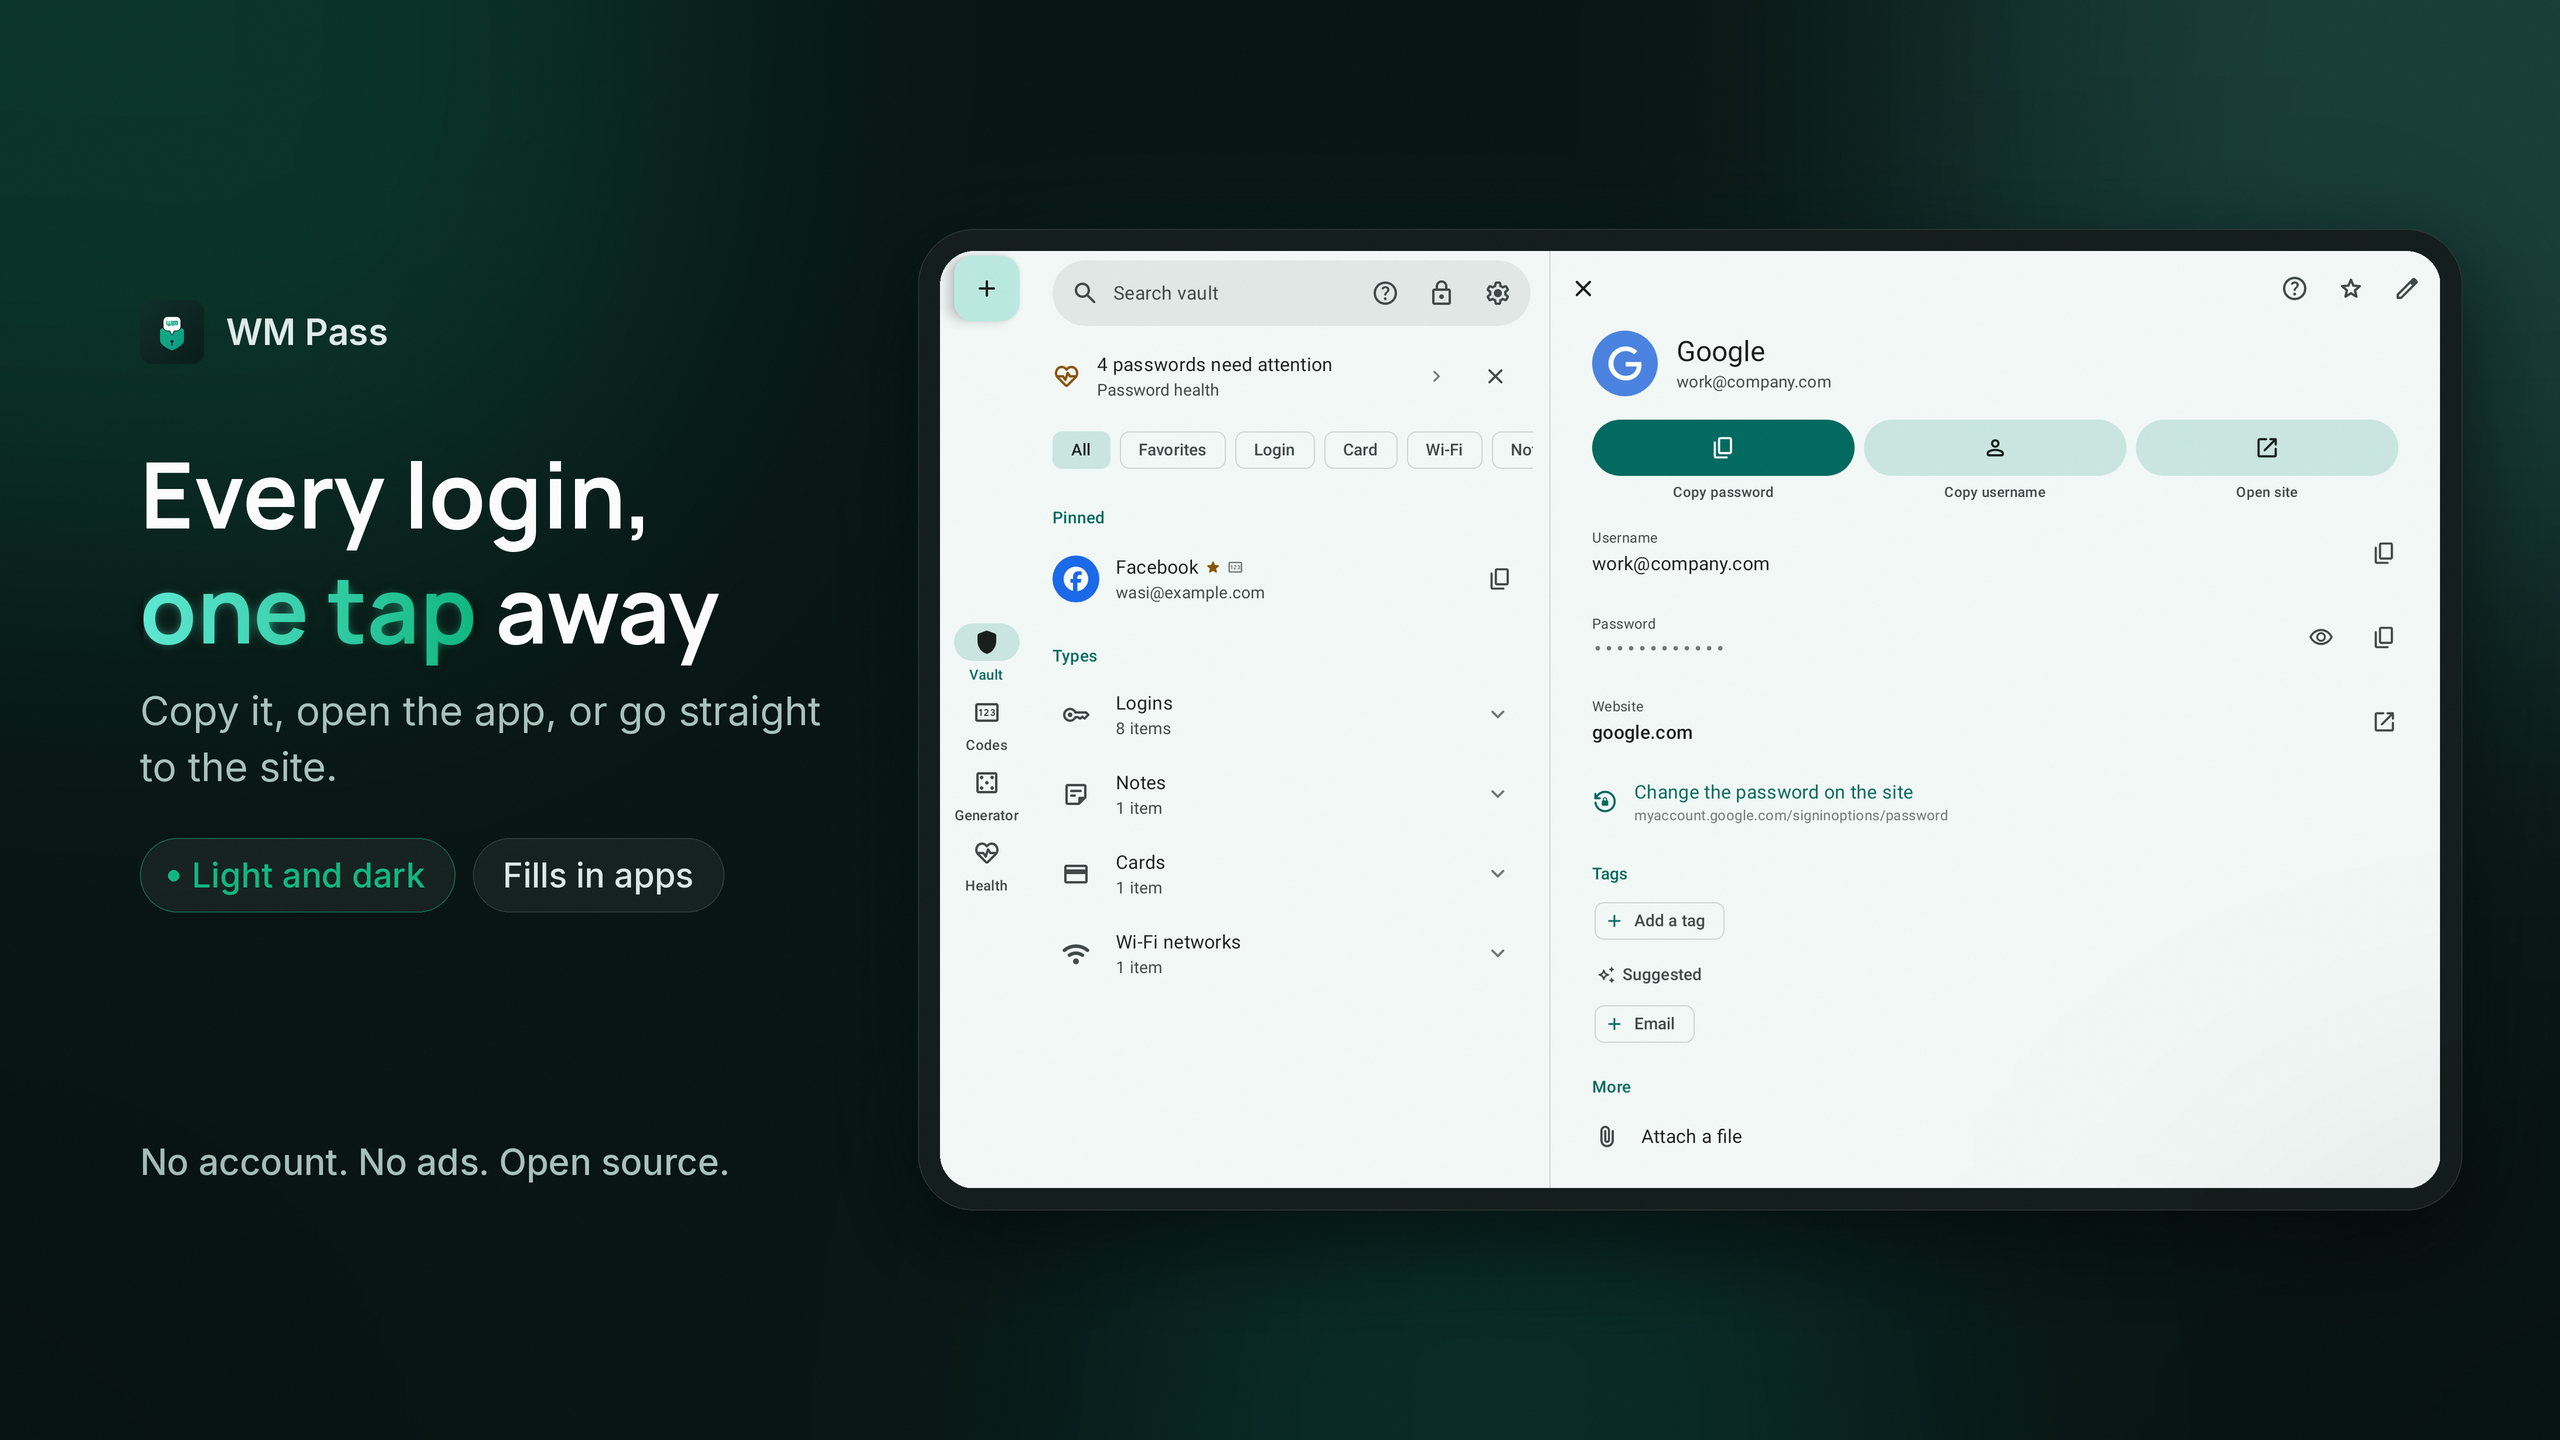 WM Pass
Every login,
one tap away
Copy it, open the app, or go straight
to the site.
Light and dark
Fills in apps
No account. No ads. Open source.
Search vault
4 passwords need attention
Password health
All
Favorites
Login
Card
Wi-Fi
No
Pinned
Facebook
wasi@example.com
Types
Logins
8 items
Notes
1 item
Cards
1 item
Wi-Fi networks
1 item
Vault
123
Codes
Generator
Health
Google
work@company.com
Copy password
Copy username
Open site
Username
work@company.com
Password
••••••••••••
Website
google.com
Change the password on the site
myaccount.google.com/signinoptions/password
Tags
+ Add a tag
Suggested
+ Email
More
Attach a file